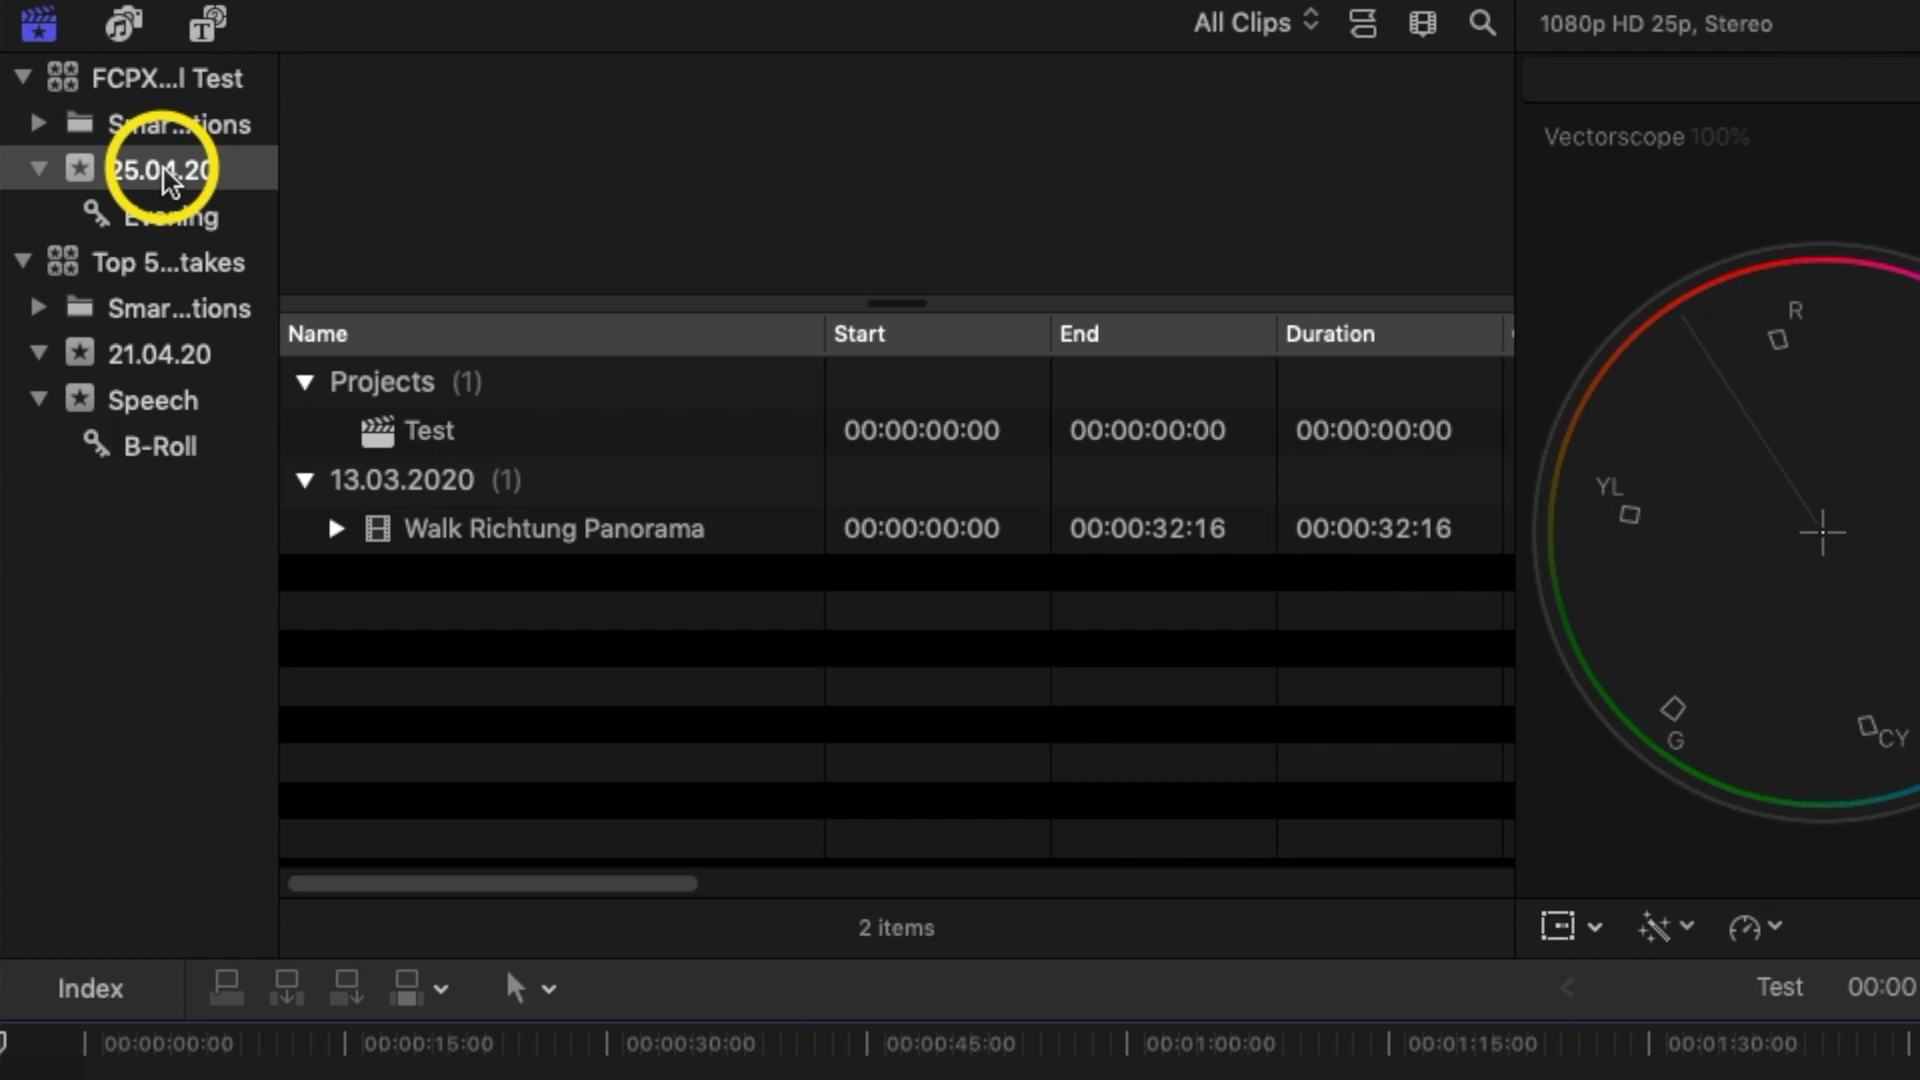 All Clips
1080p HD 25p, Stereo
FCPX...l Test
Smar...tions
25.04.20
Evening
Top 5...takes
Smar...tions
21.04.20
Speech
B-Roll
Name Start End Duration
Projects (1)
Test 00:00:00:00 00:00:00:00 00:00:00:00
13.03.2020 (1)
Walk Richtung Panorama 00:00:00:00 00:00:32:16 00:00:32:16
2 items
Vectorscope 100%
R
YL
G
CY
Index
Test 00:00
00:00:00:00 00:00:15:00 00:00:30:00 00:00:45:00 00:01:00:00 00:01:15:00 00:01:30:00